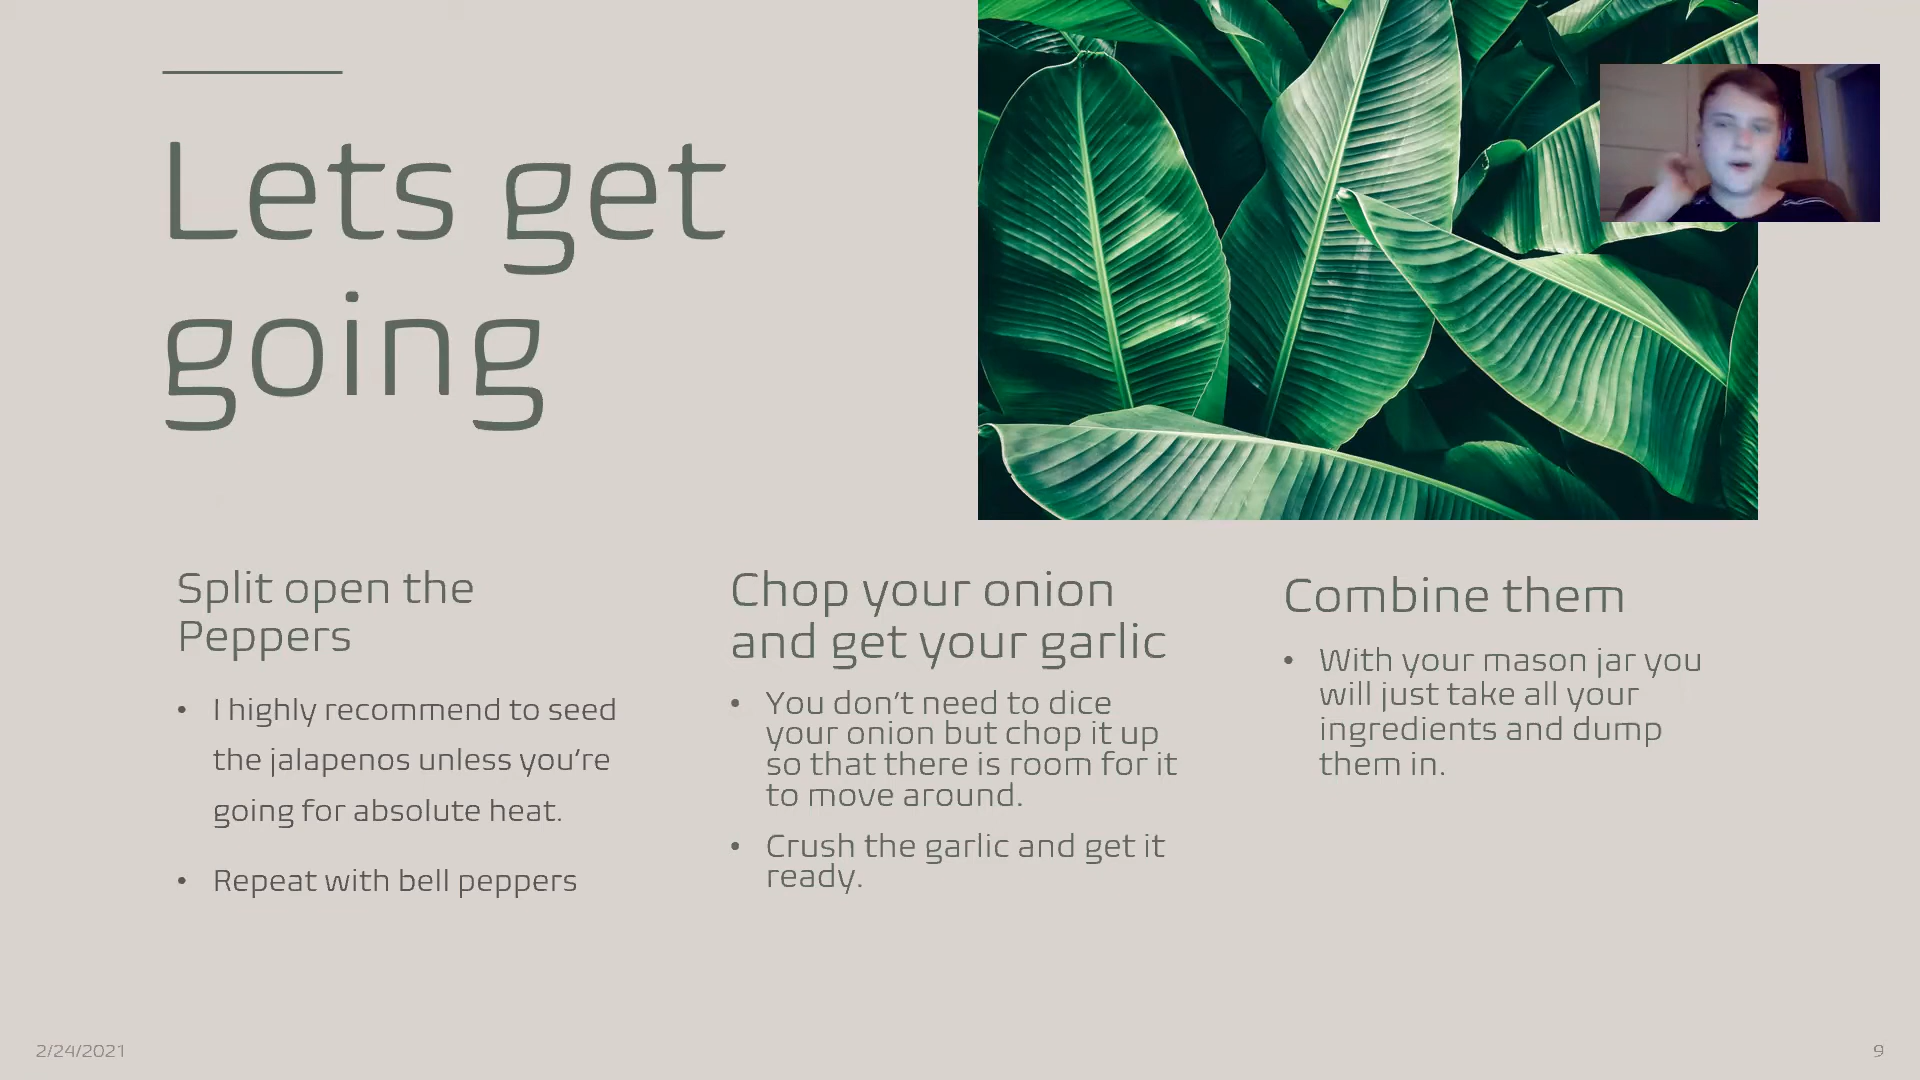 Lets get
going
Split open the
Peppers
• I highly recommend to seed
the jalapenos unless you’re
going for absolute heat.
• Repeat with bell peppers
Chop your onion
and get your garlic
• You don’t need to dice
your onion but chop it up
so that there is room for it
to move around.
• Crush the garlic and get it
ready.
Combine them
• With your mason jar you
will just take all your
ingredients and dump
them in.
2/24/2021
9